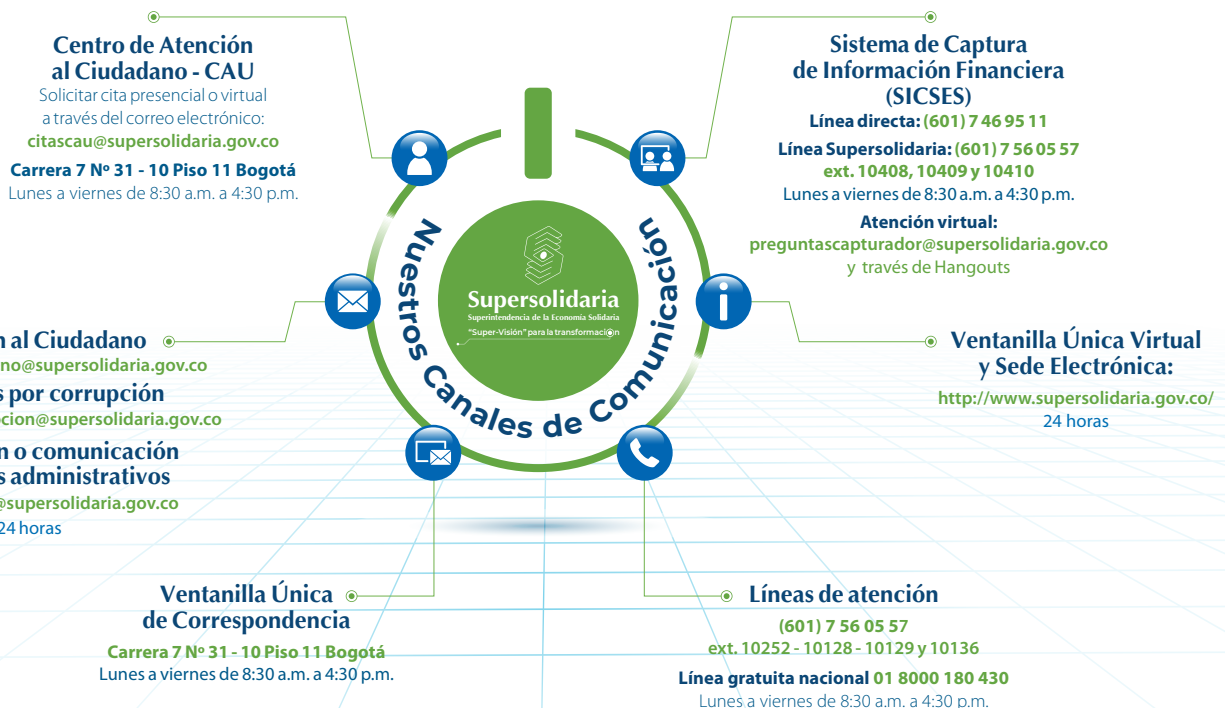 Centro de Atención
al Ciudadano - CAU
Solicitar cita presencial o virtual
a través del correo electrónico:
citascau@supersolidaria.gov.co
Carrera 7 Nº 31 - 10 Piso 11 Bogotá
Lunes a viernes de 8:30 a.m. a 4:30 p.m.
Sistema de Captura
de Información Financiera
(SICSES)
Línea directa: (601) 7 46 95 11
Línea Supersolidaria: (601) 7 56 05 57
ext. 10408, 10409 y 10410
Lunes a viernes de 8:30 a.m. a 4:30 p.m.
Atención virtual:
preguntascapturador@supersolidaria.gov.co
y través de Hangouts
Nuestros Canales de Comunicación
Supersolidaria
Superintendencia de la Economía Solidaria
"Super-Visión" para la transformación
n al Ciudadano
no@supersolidaria.gov.co
s por corrupción
cion@supersolidaria.gov.co
n o comunicación
s administrativos
@supersolidaria.gov.co
24 horas
Ventanilla Única Virtual
y Sede Electrónica:
http://www.supersolidaria.gov.co/
24 horas
Ventanilla Única
de Correspondencia
Carrera 7 Nº 31 - 10 Piso 11 Bogotá
Lunes a viernes de 8:30 a.m. a 4:30 p.m.
Líneas de atención
(601) 7 56 05 57
ext. 10252 - 10128 - 10129 y 10136
Línea gratuita nacional 01 8000 180 430
Lunes a viernes de 8:30 a.m. a 4:30 p.m.